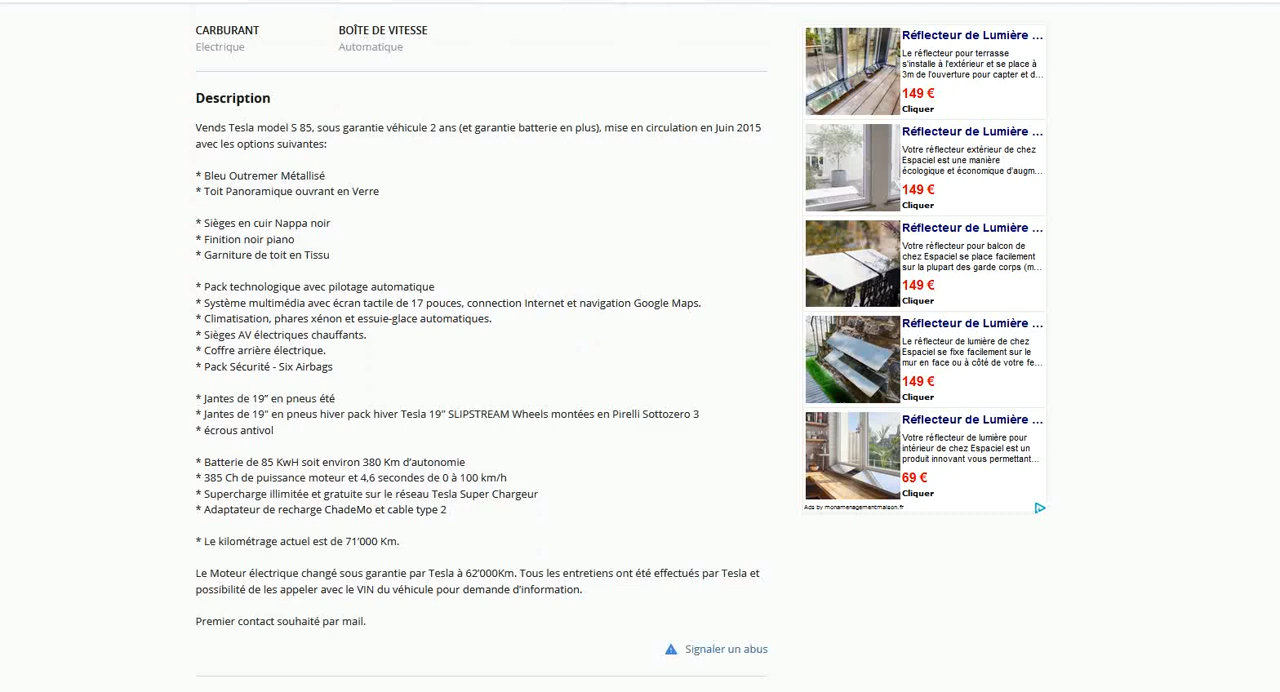 CARBURANT
Electrique
BOÎTE DE VITESSE
Automatique
Description
Vends Tesla model S 85, sous garantie véhicule 2 ans (et garantie batterie en plus), mise en circulation en Juin 2015
avec les options suivantes:
* Bleu Outremer Métallisé
* Toit Panoramique ouvrant en Verre
* Sièges en cuir Nappa noir
* Finition noir piano
* Garniture de toit en Tissu
* Pack technologique avec pilotage automatique
* Système multimédia avec écran tactile de 17 pouces, connection Internet et navigation Google Maps.
* Climatisation, phares xénon et essuie-glace automatiques.
* Sièges AV électriques chauffants.
* Coffre arrière électrique.
* Pack Sécurité - Six Airbags
* Jantes de 19" en pneus été
* Jantes de 19" en pneus hiver pack hiver Tesla 19" SLIPSTREAM Wheels montées en Pirelli Sottozero 3
* écrous antivol
* Batterie de 85 KwH soit environ 380 Km d'autonomie
* 385 Ch de puissance moteur et 4,6 secondes de 0 à 100 km/h
* Supercharge illimitée et gratuite sur le réseau Tesla Super Chargeur
* Adaptateur de recharge ChadeMo et cable type 2
* Le kilométrage actuel est de 71'000 Km.
Le Moteur électrique changé sous garantie par Tesla à 62'000Km. Tous les entretiens ont été effectués par Tesla et
possibilité de les appeler avec le VIN du véhicule pour demande d'information.
Premier contact souhaité par mail.
Signaler un abus
Réflecteur de Lumière ...
Le réflecteur pour terrasse
s'installe à l'extérieur et se place à
3m de l'ouverture pour capter et d...
149 €
Cliquer
Réflecteur de Lumière ...
Votre réflecteur extérieur de chez
Espaciel est une manière
écologique et économique d'augm...
149 €
Cliquer
Réflecteur de Lumière ...
Votre réflecteur pour balcon de
chez Espaciel se place facilement
sur la plupart des garde corps (m...
149 €
Cliquer
Réflecteur de Lumière ...
Le réflecteur de lumière de chez
Espaciel se fixe facilement sur le
mur en face ou à côté de votre fe...
149 €
Cliquer
Réflecteur de Lumière ...
Votre réflecteur de lumière pour
intérieur de chez Espaciel est un
produit innovant vous permettant...
69 €
Cliquer
Ads by monamenagementmaison.fr